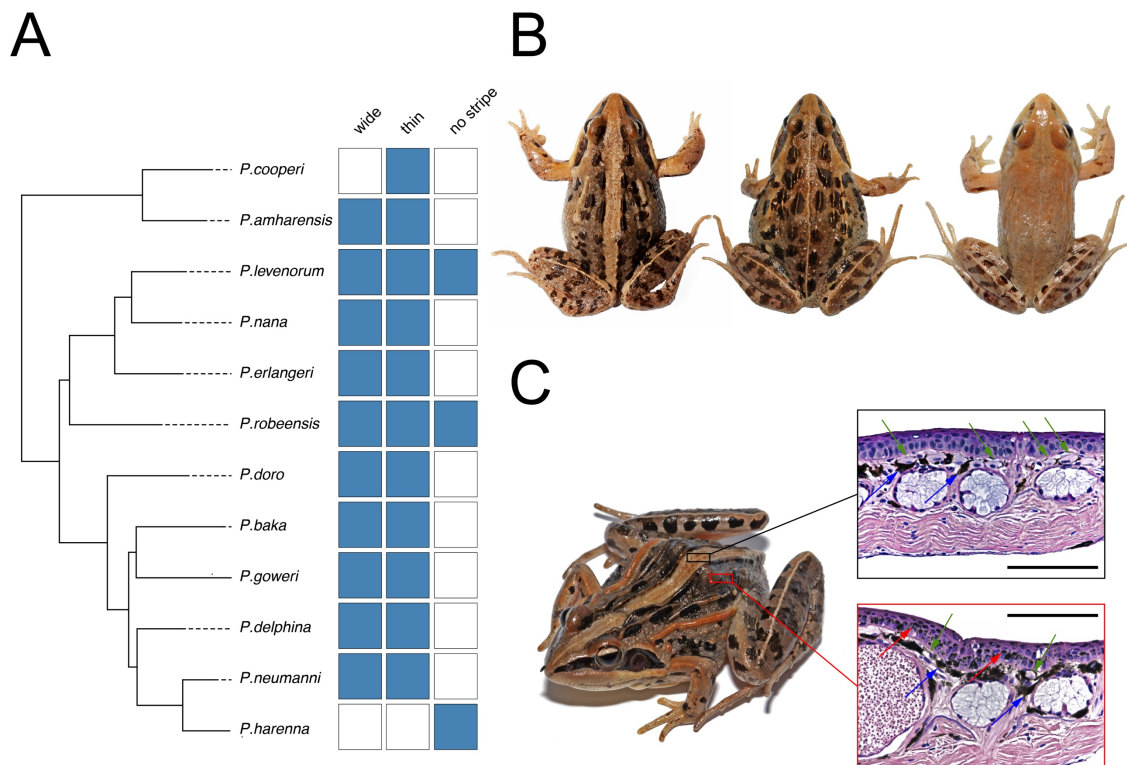 A
B
wide
thin
no stripe
P.cooperi
P.amharensis
P.levenorum
P.nana
P.erlangeri
P.robeensis
P.doro
P.baka
P.goweri
P.delphina
P.neumanni
P.harenna
C